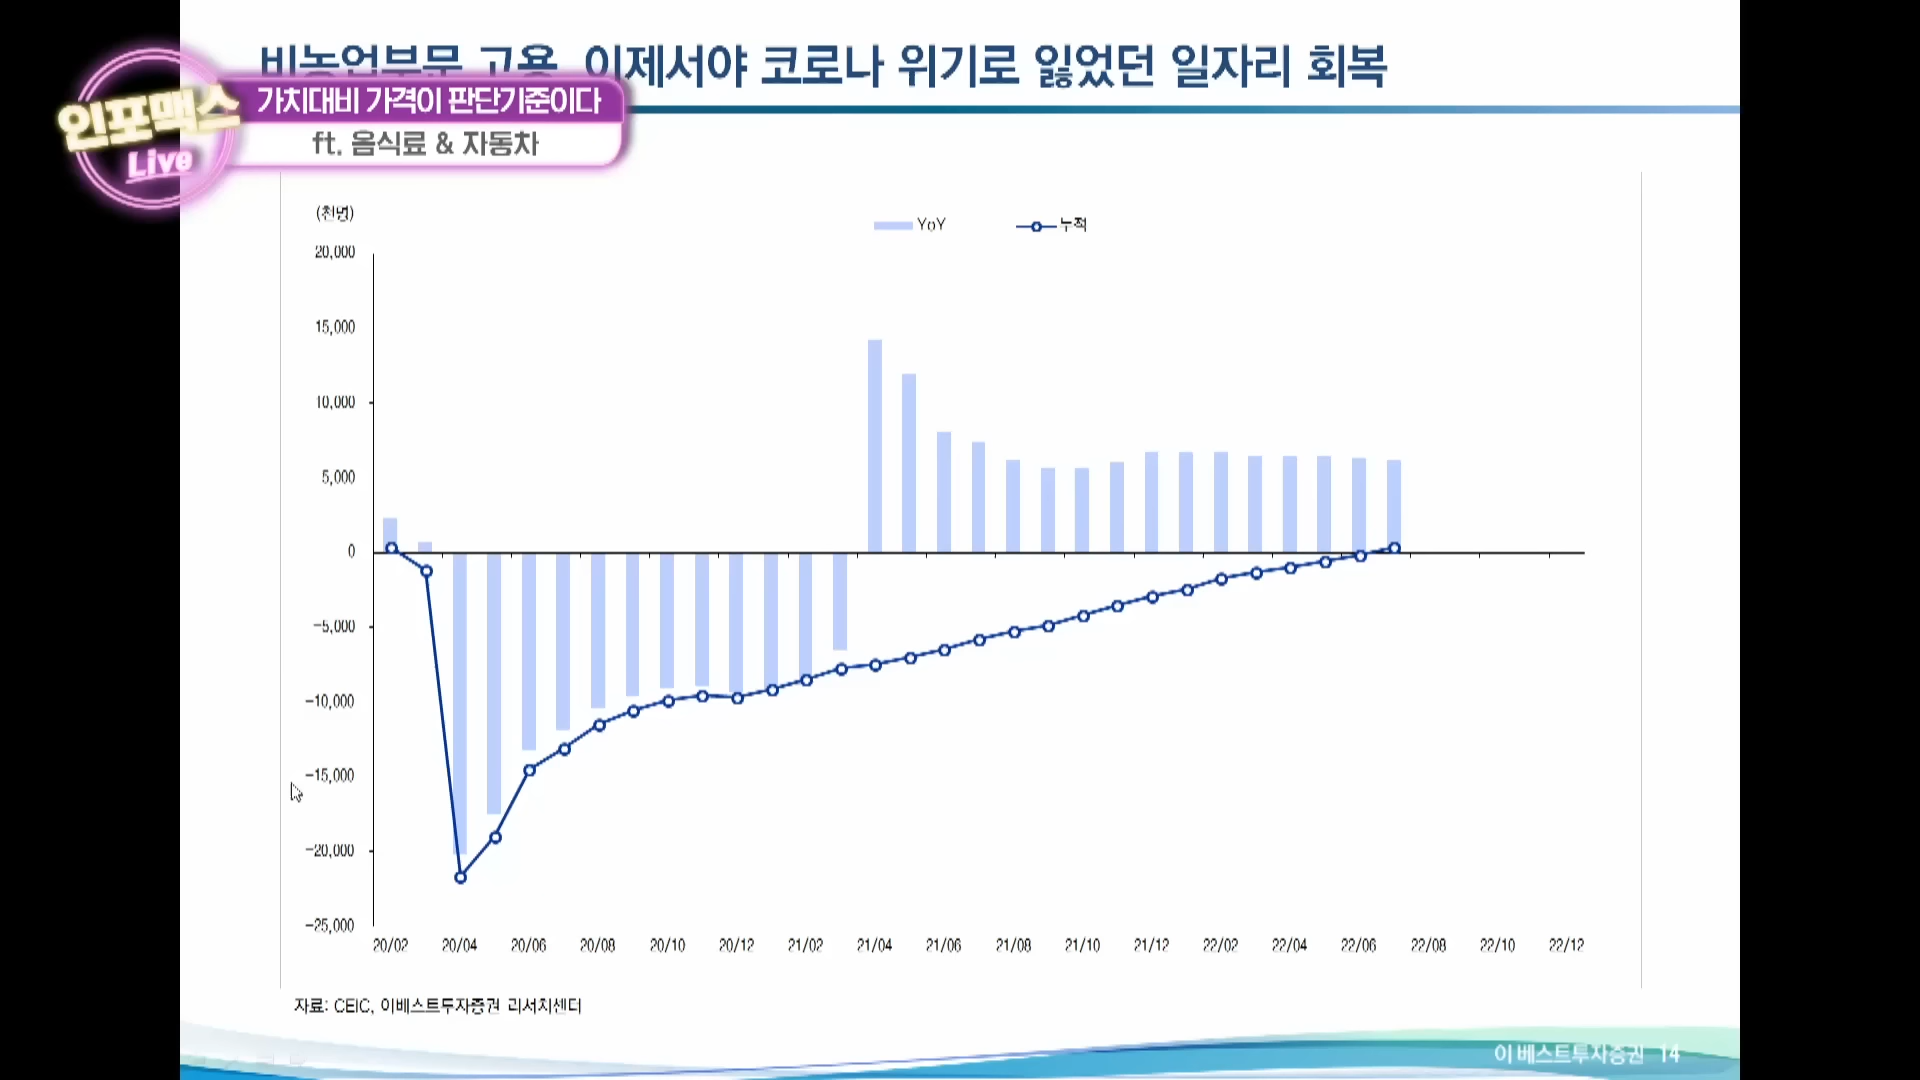 비농업부문 고용, 이제서야 코로나 위기로 잃었던 일자리 회복
인포맥스
Live
가치대비 가격이 판단기준이다
ft. 음식료 & 자동차
(천명)
YoY
누적
20,000
15,000
10,000
5,000
0
-5,000
-10,000
-15,000
-20,000
-25,000
20/02 20/04 20/06 20/08 20/10 20/12 21/02 21/04 21/06 21/08 21/10 21/12 22/02 22/04 22/06 22/08 22/10 22/12
자료: CEIC, 이베스트투자증권 리서치센터
이베스트투자증권 14